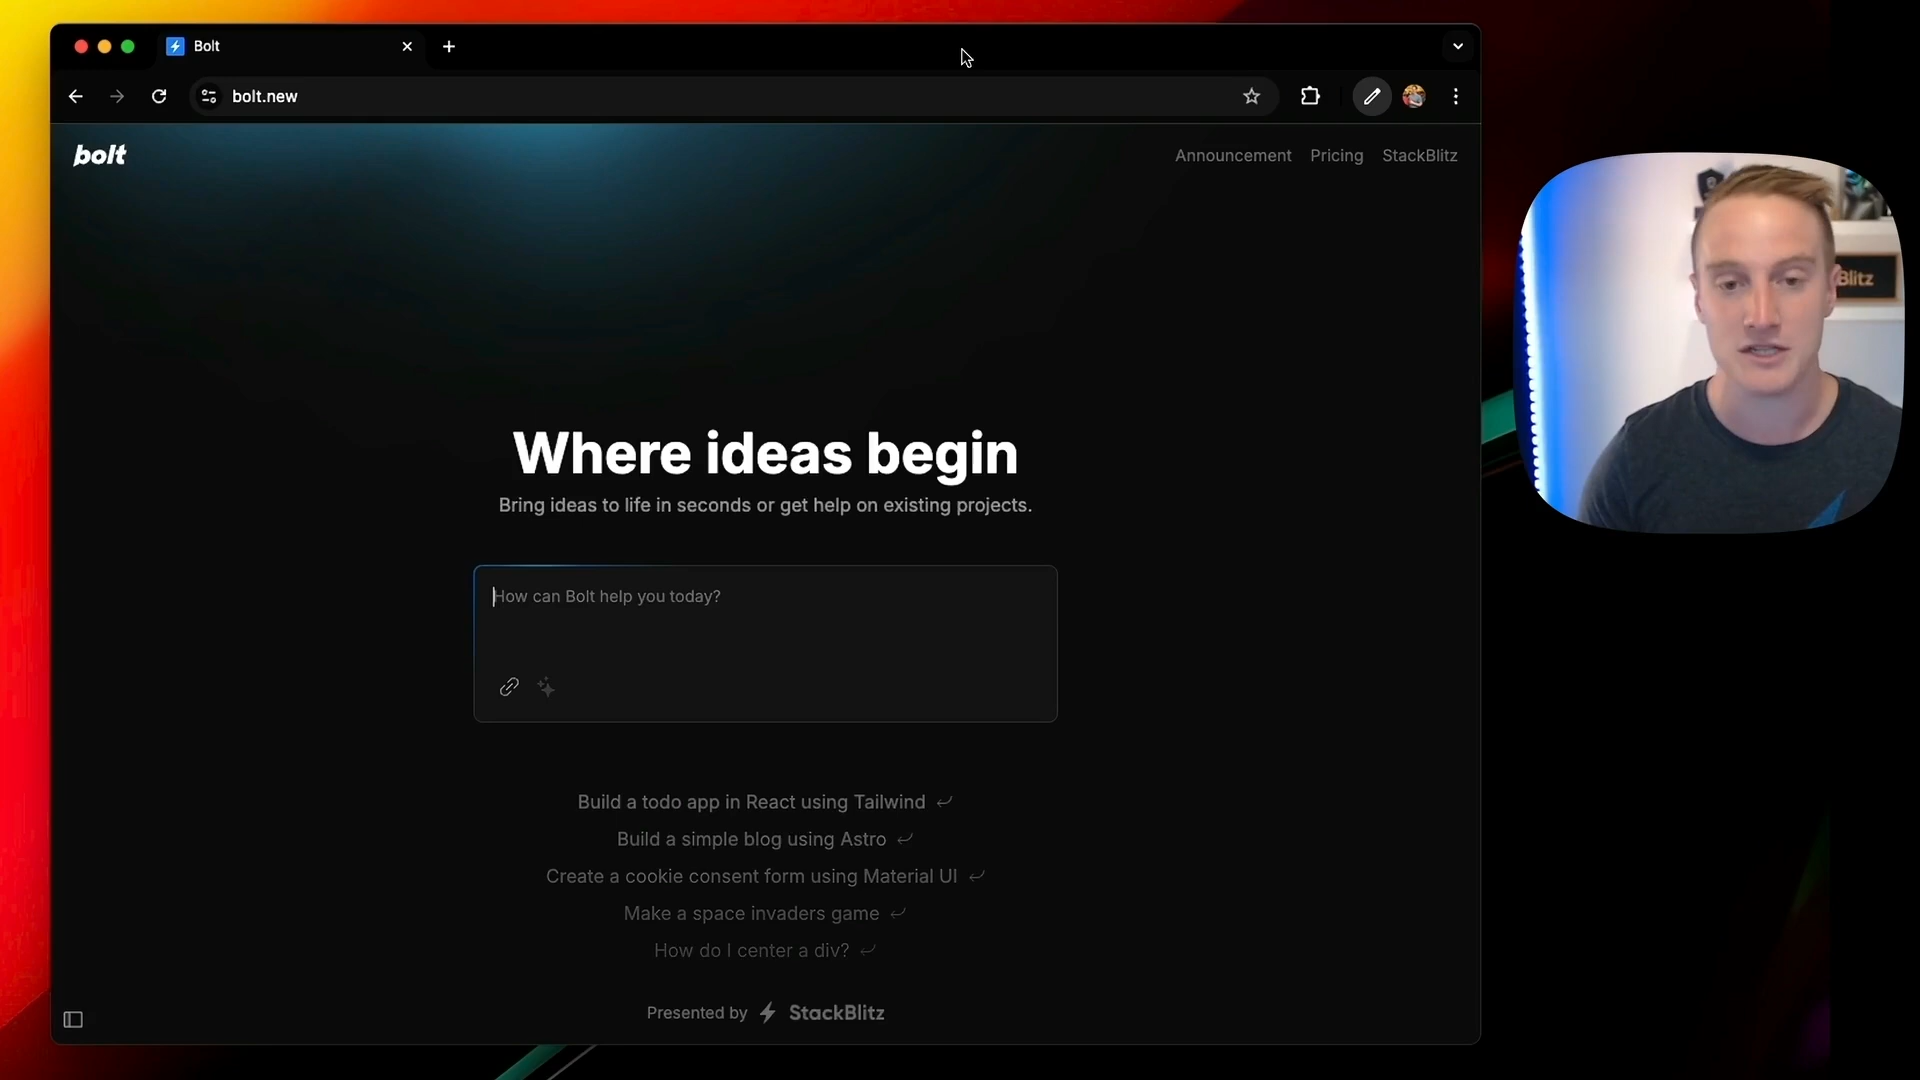 Bolt
bolt.new
bolt
Announcement
Pricing
StackBlitz
Blitz
Where ideas begin
Bring ideas to life in seconds or get help on existing projects.
How can Bolt help you today?
Build a todo app in React using Tailwind
Build a simple blog using Astro
Create a cookie consent form using Material UI
Make a space invaders game
How do I center a div?
Presented by StackBlitz